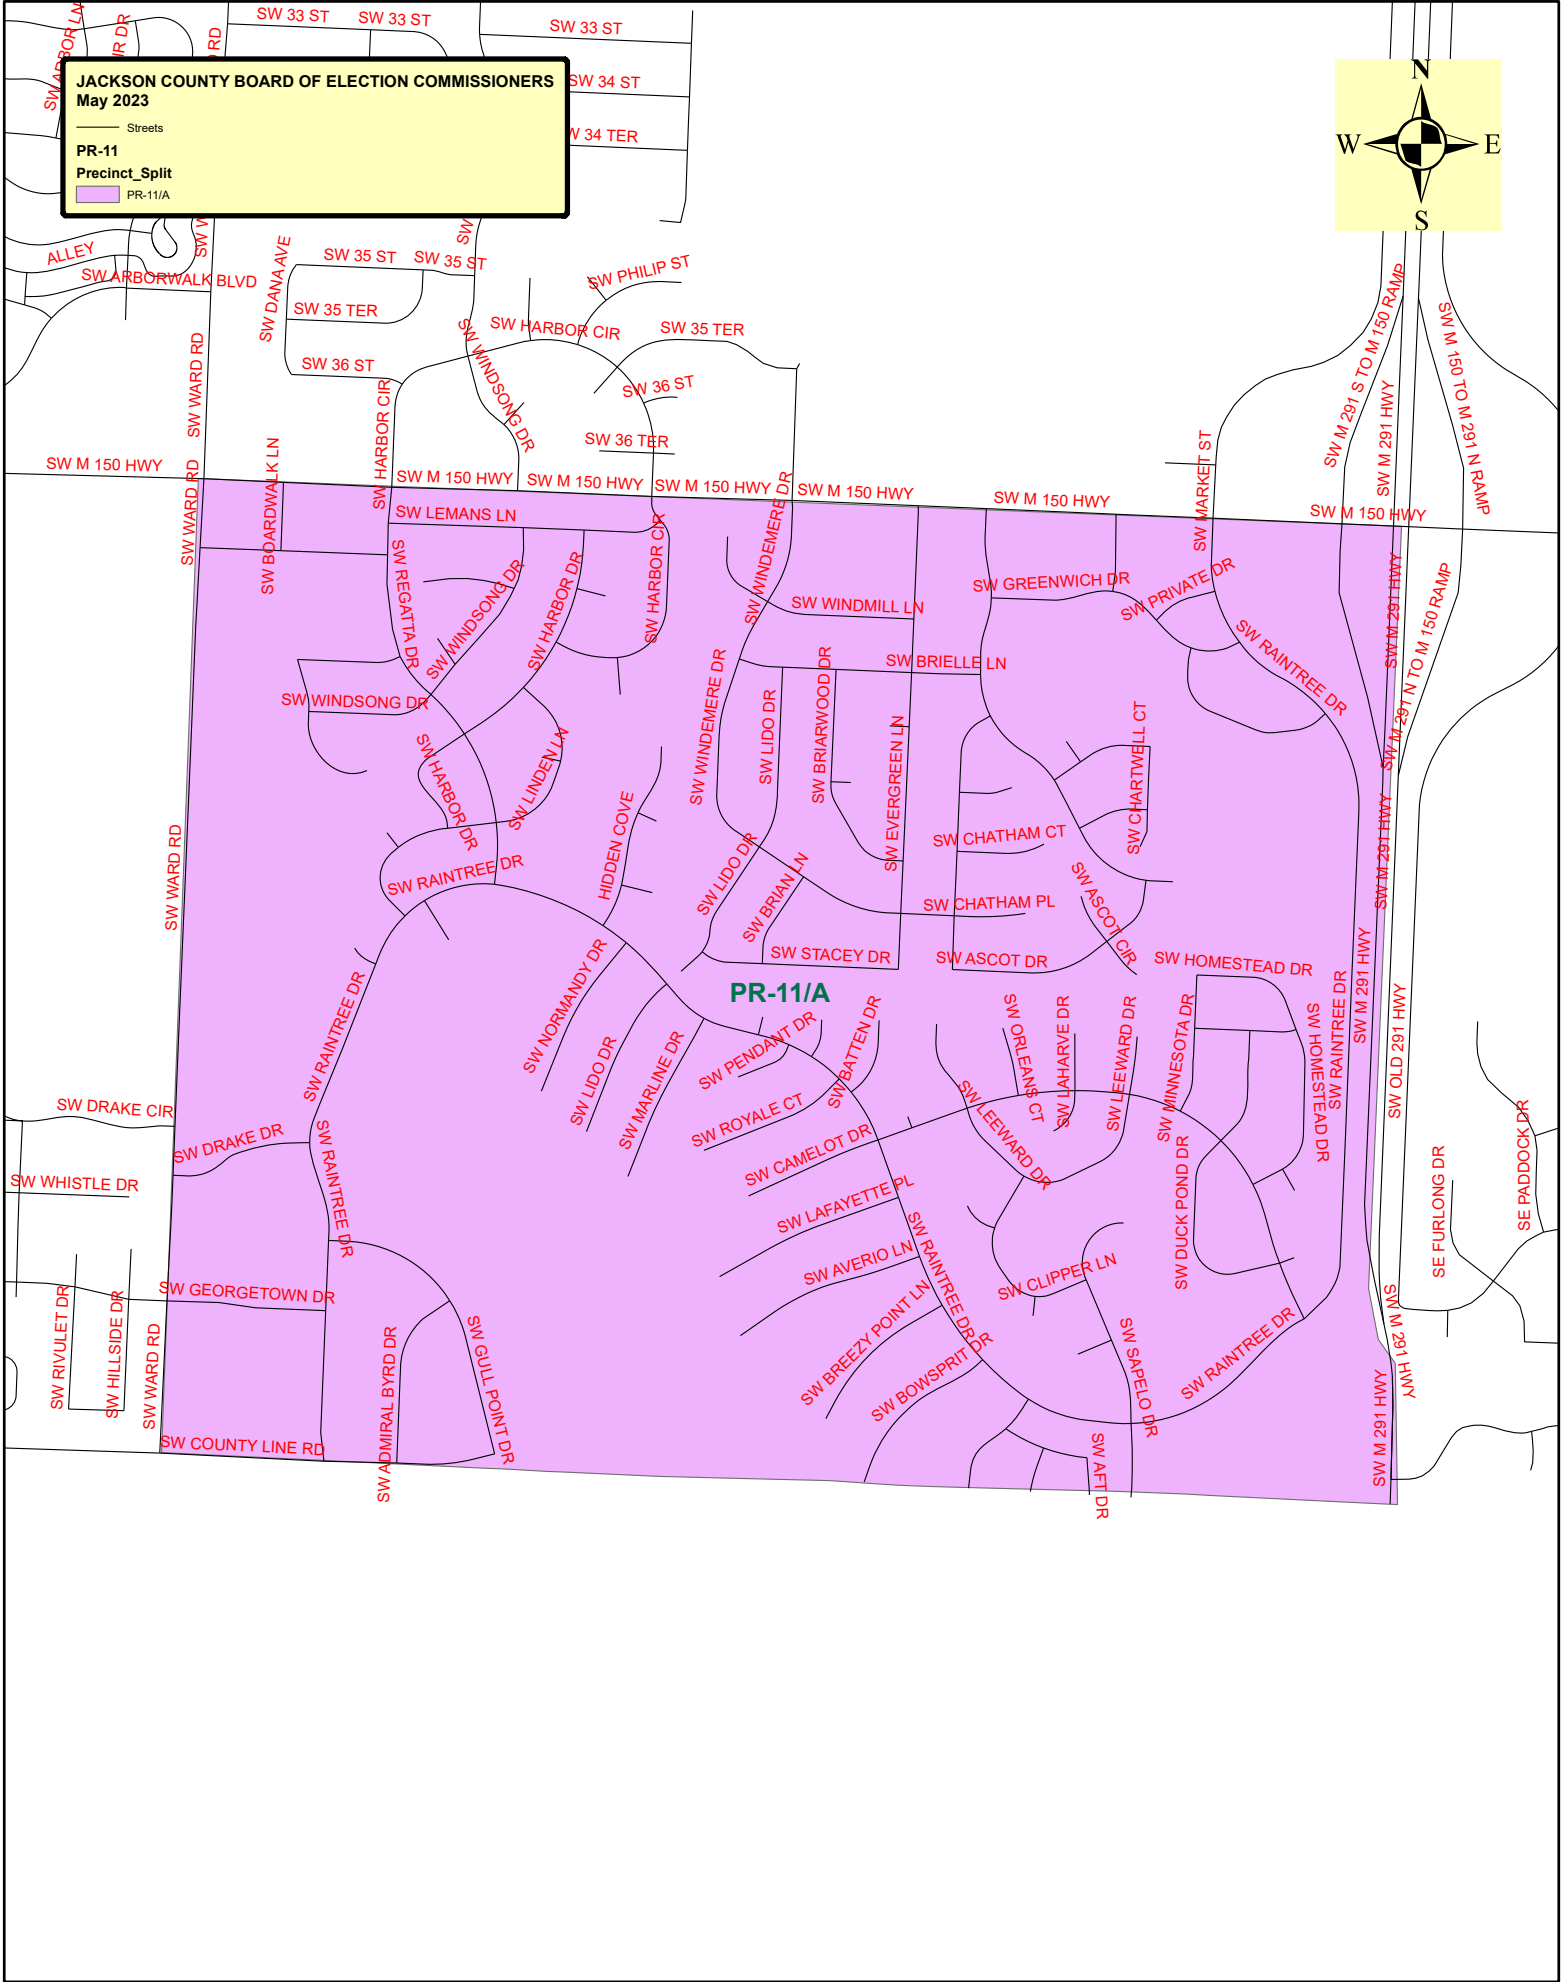 SW 33 ST
SW 33 ST
SW 33 ST
JACKSON COUNTY BOARD OF ELECTION COMMISSIONERS
May 2023
Streets
PR-11
Precinct_Split
PR-11/A
SW 34 ST
34 TER
N
W E
S
ALLEY
SW ARBORWALK BLVD
SW DANA AVE
SW 35 ST
SW 35 ST
SW PHILIP ST
SW 35 TER
SW HARBOR CIR
SW 35 TER
SW WARD RD
SW 36 ST
SW HARBOR CIR
SW WINDSONG DR
SW 36 ST
SW 36 TER
SW M 291 S TO M 150 RAMP
SW M 291 HWY
SW M 150 TO M 291 N RAMP
SW MARKET ST
SW M 150 HWY
SW WARD RD
SW BOARDWALK LN
SW M 150 HWY
SW M 150 HWY
SW M 150 HWY
SW M 150 HWY
SW M 150 HWY
SW M 150 HWY
SW LEMANS LN
SW REGATTA DR
SW WINDSONG DR
SW HARBOR DR
SW HARBOR CIR
SW WINDEMERE DR
SW WINDMILL LN
SW GREENWICH DR
SW PRIVATE DR
SW RAINTREE DR
SW M 291 HWY
SW M 291 N TO M 150 RAMP
SW BRIELLE LN
SW WINDSONG DR
SW WINDEMERE DR
SW LIDO DR
SW BRIARWOOD DR
SW EVERGREEN LN
SW CHARTWELL CT
SW HARBOR DR
SW LINDEN LN
HIDDEN COVE
SW WARD RD
SW RAINTREE DR
SW LIDO DR
SW BRIAN LN
SW CHATHAM CT
SW ASCOT CIR
SW M 291 HWY
SW CHATHAM PL
SW STACEY DR
SW ASCOT DR
SW HOMESTEAD DR
SW M 291 HWY
PR-11/A
SW RAINTREE DR
SW NORMANDY DR
SW LIDO DR
SW MARLINE DR
SW PENDANT DR
SW BATTEN DR
SW ORLEANS CT
SW LAHARVE DR
SW LEEWARD DR
SW MINNESOTA DR
SW HOMESTEAD DR
SW RAINTREE DR
SW OLD 291 HWY
SW DRAKE CIR
SW DRAKE DR
SW RAINTREE DR
SW ROYALE CT
SW CAMELOT DR
SW LEEWARD DR
SW DUCK POND DR
SE FURLONG DR
SE PADDOCK DR
SW WHISTLE DR
SW LAFAYETTE PL
SW RAINTREE DR
SW AVERIO LN
SW CLIPPER LN
SW GEORGETOWN DR
SW RIVULET DR
SW HILLSIDE DR
SW WARD RD
SW ADMIRAL BYRD DR
SW GULL POINT DR
SW BREEZY POINT LN
SW BOWSPRIT DR
SW SAPELO DR
SW RAINTREE DR
SW M 291 HWY
SW M 291 HWY
SW COUNTY LINE RD
SW AFT DR